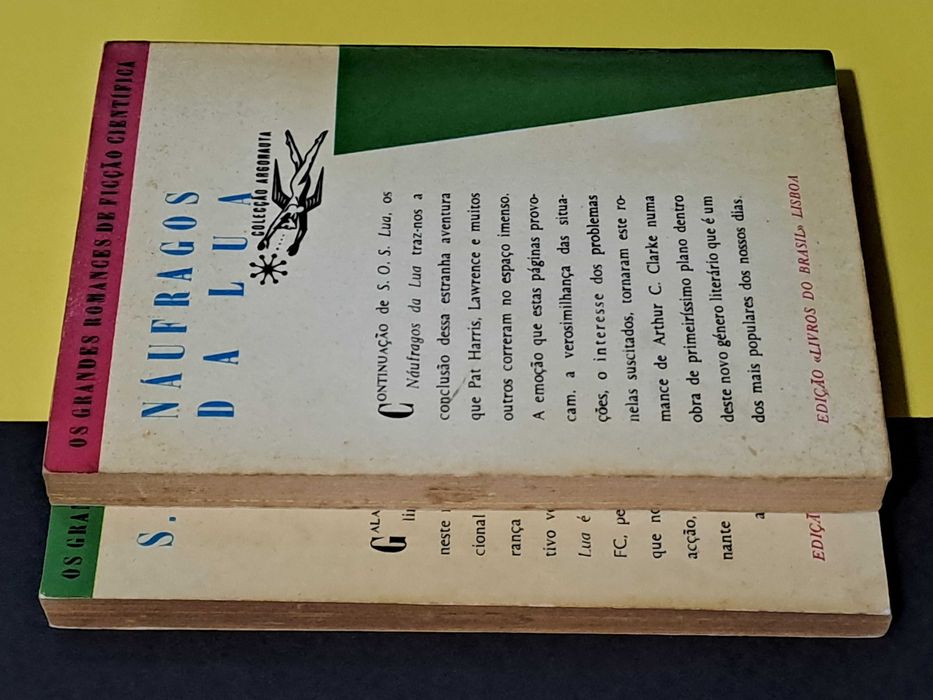 OS GRANDES ROMANCES DE FICÇÃO CIENTÍFICA
NÁUFRAGOS
DA LUA
COLECÇÃO ARGONAUTA
CONTINUAÇÃO de S. O. S. Lua, os
Náufragos da Lua traz-nos a
conclusão dessa estranha aventura
que Pat Harris, Lawrence e muitos
outros correram no espaço imenso.
A emoção que estas páginas provo-
cam, a verosimilhança das situa-
ções, o interesse dos problemas
nelas suscitados, tornaram este ro-
mance de Arthur C. Clarke numa
obra de primeiríssimo plano dentro
deste novo género literário que é um
dos mais populares dos nossos dias.
EDIÇÃO «LIVROS DO BRASIL» LISBOA
OS GRA
S.
GALA
neste
cional
rança
tivo
Lua é
FC, pe
que no
acção,
nante
a
EDIÇÃ